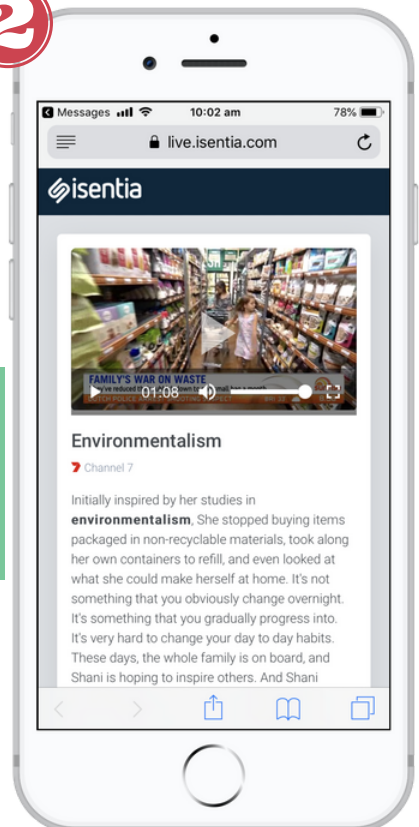 2
Messages 10:02 am 78%
live.isentia.com
isentia
FAMILY'S WAR ON WASTE
01:08
Environmentalism
7 Channel 7
Initially inspired by her studies in
environmentalism, She stopped buying items
packaged in non-recyclable materials, took along
her own containers to refill, and even looked at
what she could make herself at home. It's not
something that you obviously change overnight.
It's something that you gradually progress into.
It's very hard to change your day to day habits.
These days, the whole family is on board, and
Shani is hoping to inspire others. And Shani